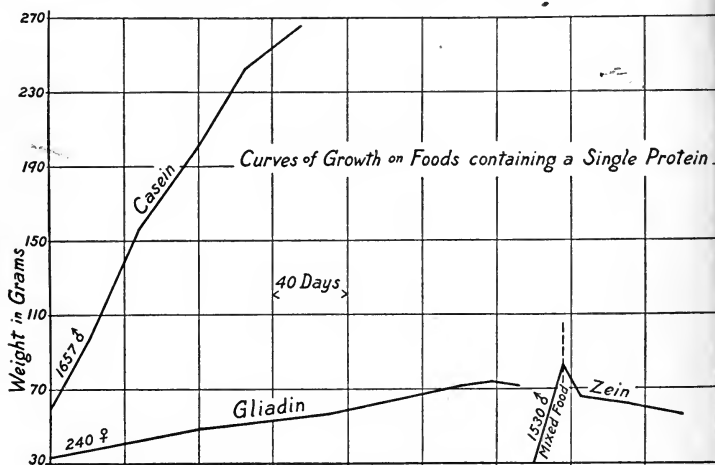 270
230
190
150
110
70
30
Weight in Grams
Curves of Growth on Foods containing a Single Protein
Casein
1657 ♂
40 Days
Gliadin
240 ♀
1530 ♂
Mixed Food
Zein